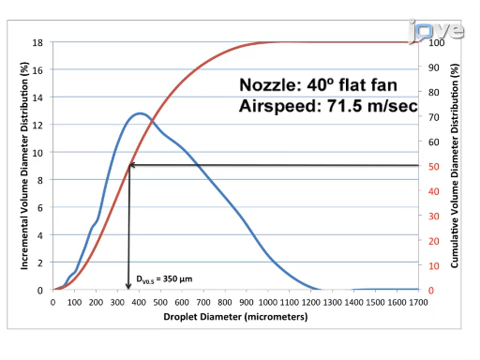 jove
Nozzle: 40º flat fan
Airspeed: 71.5 m/sec
Incremental Volume Diameter Distribution (%)
18
16
14
12
10
8
6
4
2
0
Cumulative Volume Diameter Distribution (%)
100
90
80
70
60
50
40
30
20
10
0
DV0.5 = 350 µm
0 100 200 300 400 500 600 700 800 900 1000 1100 1200 1300 1400 1500 1600 1700
Droplet Diameter (micrometers)